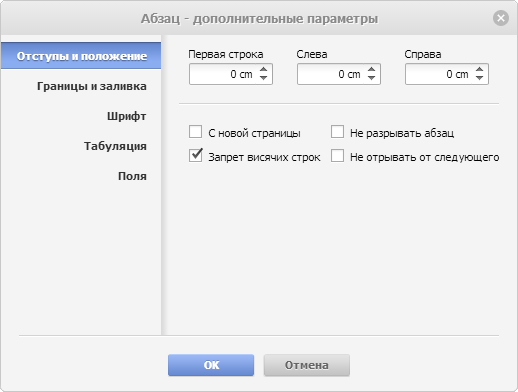 Абзац - дополнительные параметры
Отступы и положение
Границы и заливка
Шрифт
Табуляция
Поля
Первая строка Слева Справа
0 cm 0 cm 0 cm
С новой страницы Не разрывать абзац
Запрет висячих строк Не отрывать от следующего
OK Отмена